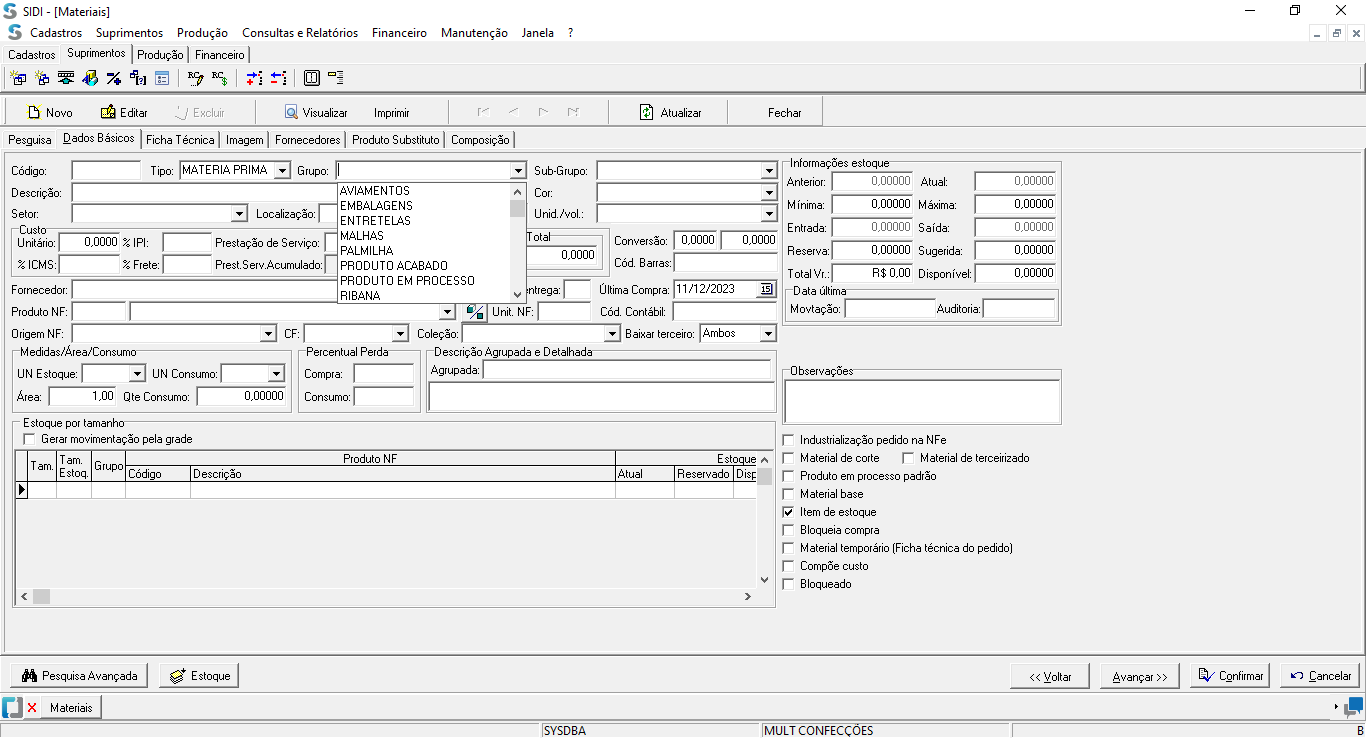 SIDI - [Materiais]
Cadastros Suprimentos Produção Consultas e Relatórios Financeiro Manutenção Janela ?
Cadastros Suprimentos Produção Financeiro
Novo Editar Excluir Visualizar Imprimir Atualizar Fechar
Pesquisa Dados Básicos Ficha Técnica Imagem Fornecedores Produto Substituto Composição
Código: Tipo: MATERIA PRIMA Grupo: Sub-Grupo:
Descrição: Cor:
Setor: Localização: Unid./vol.:
AVIAMENTOS
EMBALAGENS
ENTRETELAS
MALHAS
PALMILHA
PRODUTO ACABADO
PRODUTO EM PROCESSO
RIBANA
Custo
Unitário: 0,0000 % IPI: Prestação de Serviço: Total
0,0000
Conversão: 0,0000 0,0000
% ICMS: % Frete: Prest.Serv.Acumulado: Cód. Barras:
Fornecedor: entrega: Última Compra: 11/12/2023 15
Produto NF: Unit. NF: Cód. Contábil:
Origem NF: CF: Coleção: Baixar terceiro: Ambos
Informações estoque
Anterior: 0,00000 Atual: 0,00000
Mínima: 0,00000 Máxima: 0,00000
Entrada: 0,00000 Saída: 0,00000
Reserva: 0,00000 Sugerida: 0,00000
Total Vr.: R$ 0,00 Disponível: 0,00000
Data última
Movtação: Auditoria:
Medidas/Área/Consumo
UN Estoque: UN Consumo:
Área: 1,00 Qte Consumo: 0,00000
Percentual Perda
Compra:
Consumo:
Descrição Agrupada e Detalhada
Agrupada:
Observações
Estoque por tamanho
Gerar movimentação pela grade
Tam. Tam. Estoq. Grupo Produto NF Estoque
Código Descrição Atual Reservado Disp
Industrialização pedido na NFe
Material de corte Material de terceirizado
Produto em processo padrão
Material base
Item de estoque
Bloqueia compra
Material temporário (Ficha técnica do pedido)
Compõe custo
Bloqueado
Pesquisa Avançada Estoque << Voltar Avançar >> Confirmar Cancelar
Materiais
SYSDBA MULT CONFECÇÕES B